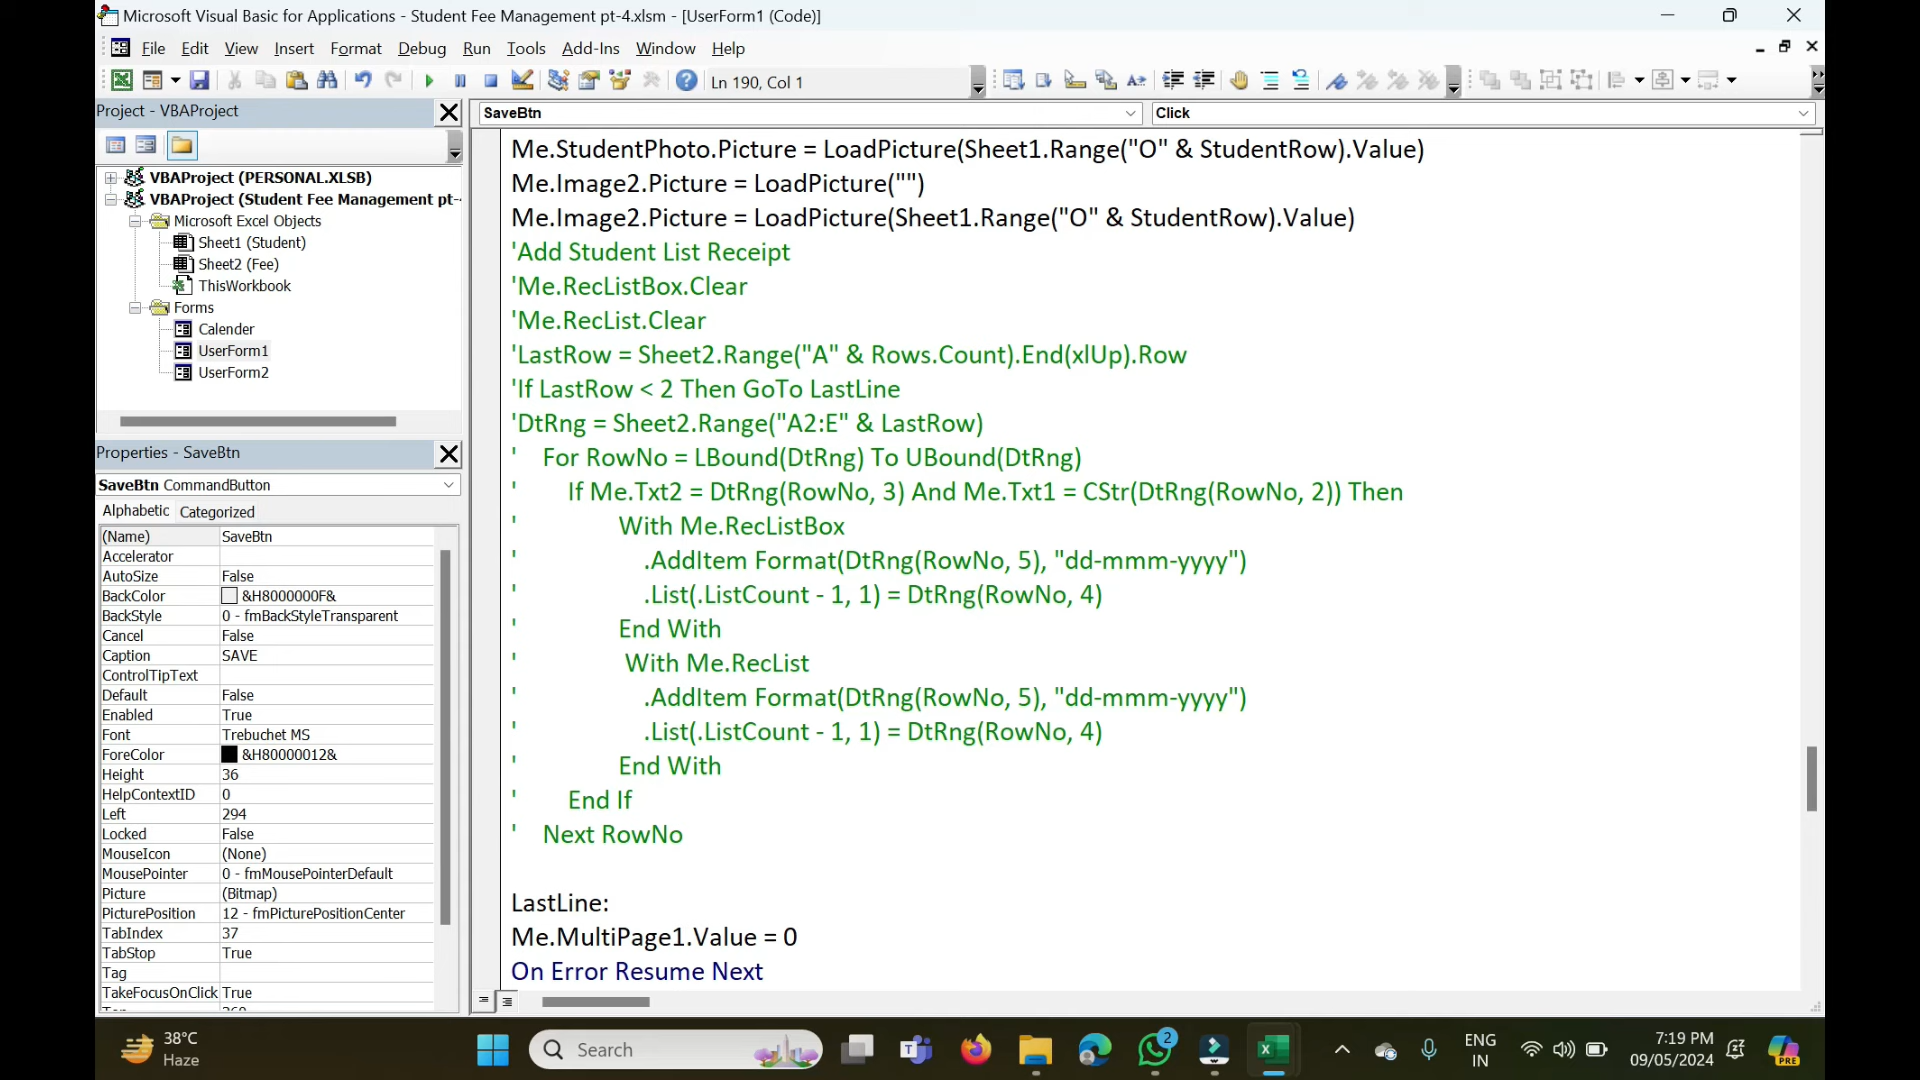 Microsoft Visual Basic for Applications - Student Fee Management pt-4.xlsm - [UserForm1 (Code)]
File Edit View Insert Format Debug Run Tools Add-Ins Window Help
Ln 190, Col 1
Project - VBAProject
VBAProject (PERSONAL.XLSB)
VBAProject (Student Fee Management pt-
Microsoft Excel Objects
Sheet1 (Student)
Sheet2 (Fee)
ThisWorkbook
Forms
Calender
UserForm1
UserForm2
Properties - SaveBtn
SaveBtn CommandButton
Alphabetic Categorized
(Name) SaveBtn
Accelerator
AutoSize False
BackColor &H8000000F&
BackStyle 0 - fmBackStyleTransparent
Cancel False
Caption SAVE
ControlTipText
Default False
Enabled True
Font Trebuchet MS
ForeColor &H80000012&
Height 36
HelpContextID 0
Left 294
Locked False
MouseIcon (None)
MousePointer 0 - fmMousePointerDefault
Picture (Bitmap)
PicturePosition 12 - fmPicturePositionCenter
TabIndex 37
TabStop True
Tag
TakeFocusOnClick True
SaveBtn Click
Me.StudentPhoto.Picture = LoadPicture(Sheet1.Range("O" & StudentRow).Value)
Me.Image2.Picture = LoadPicture("")
Me.Image2.Picture = LoadPicture(Sheet1.Range("O" & StudentRow).Value)
'Add Student List Receipt
'Me.RecListBox.Clear
'Me.RecList.Clear
'LastRow = Sheet2.Range("A" & Rows.Count).End(xlUp).Row
'If LastRow < 2 Then GoTo LastLine
'DtRng = Sheet2.Range("A2:E" & LastRow)
' For RowNo = LBound(DtRng) To UBound(DtRng)
' If Me.Txt2 = DtRng(RowNo, 3) And Me.Txt1 = CStr(DtRng(RowNo, 2)) Then
' With Me.RecListBox
' .AddItem Format(DtRng(RowNo, 5), "dd-mmm-yyyy")
' .List(.ListCount - 1, 1) = DtRng(RowNo, 4)
' End With
' With Me.RecList
' .AddItem Format(DtRng(RowNo, 5), "dd-mmm-yyyy")
' .List(.ListCount - 1, 1) = DtRng(RowNo, 4)
' End With
' End If
' Next RowNo
LastLine:
Me.MultiPage1.Value = 0
On Error Resume Next
38°C
Haze
Search
2
ENG
IN
7:19 PM
09/05/2024
PRE